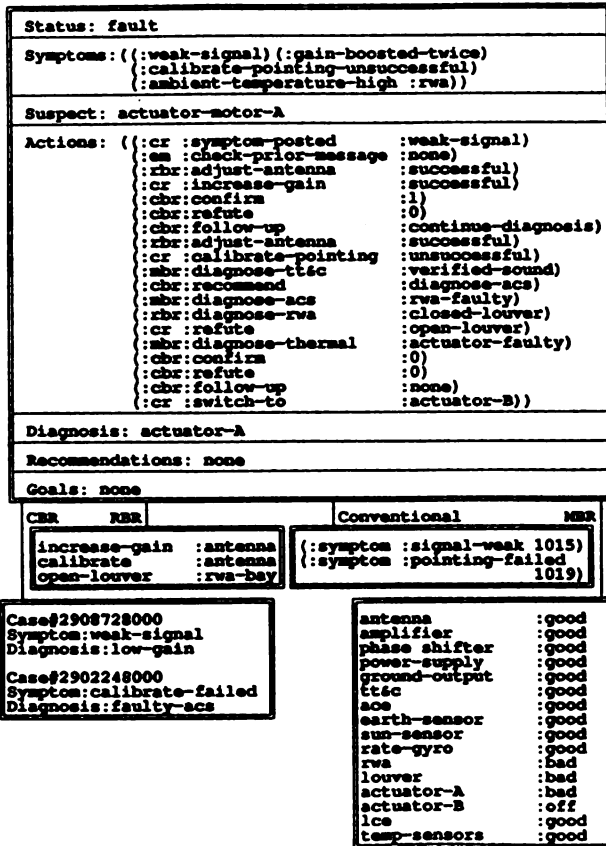 Status: fault
Symptoms:((:weak-signal)(:gain-boosted-twice)
(:calibrate-pointing-unsuccessful)
(:ambient-temperature-high :rwa))
Suspect: actuator-motor-A
Actions: ((:cr :symptom-posted :weak-signal)
(:em :check-prior-message :none)
(:rbr:adjust-antenna :successful)
(:cr :increase-gain :successful)
(:cbr:confirm :1)
(:cbr:refute :0)
(:cbr:follow-up :continue-diagnosis)
(:rbr:adjust-antenna :successful)
(:cr :calibrate-pointing :unsuccessful)
(:mbr:diagnose-tt&c :verified-sound)
(:cbr:recommend :diagnose-acs)
(:mbr:diagnose-acs :rwa-faulty)
(:rbr:diagnose-rwa :closed-louver)
(:cr :refute :open-louver)
(:mbr:diagnose-thermal :actuator-faulty)
(:cbr:confirm :0)
(:cbr:refute :0)
(:cbr:follow-up :none)
(:cr :switch-to :actuator-B))
Diagnosis: actuator-A
Recommendations: none
Goals: none
CBR RBR Conventional MBR
increase-gain :antenna
calibrate :antenna
open-louver :rwa-bay
(:symptom :signal-weak 1015)
(:symptom :pointing-failed
1019)
Case#2908728000
Symptom:weak-signal
Diagnosis:low-gain
Case#2902248000
Symptom:calibrate-failed
Diagnosis:faulty-acs
antenna :good
amplifier :good
phase shifter :good
power-supply :good
ground-output :good
tt&c :good
ace :good
earth-sensor :good
sun-sensor :good
rate-gyro :good
rwa :bad
louver :bad
actuator-A :bad
actuator-B :off
lce :good
temp-sensors :good